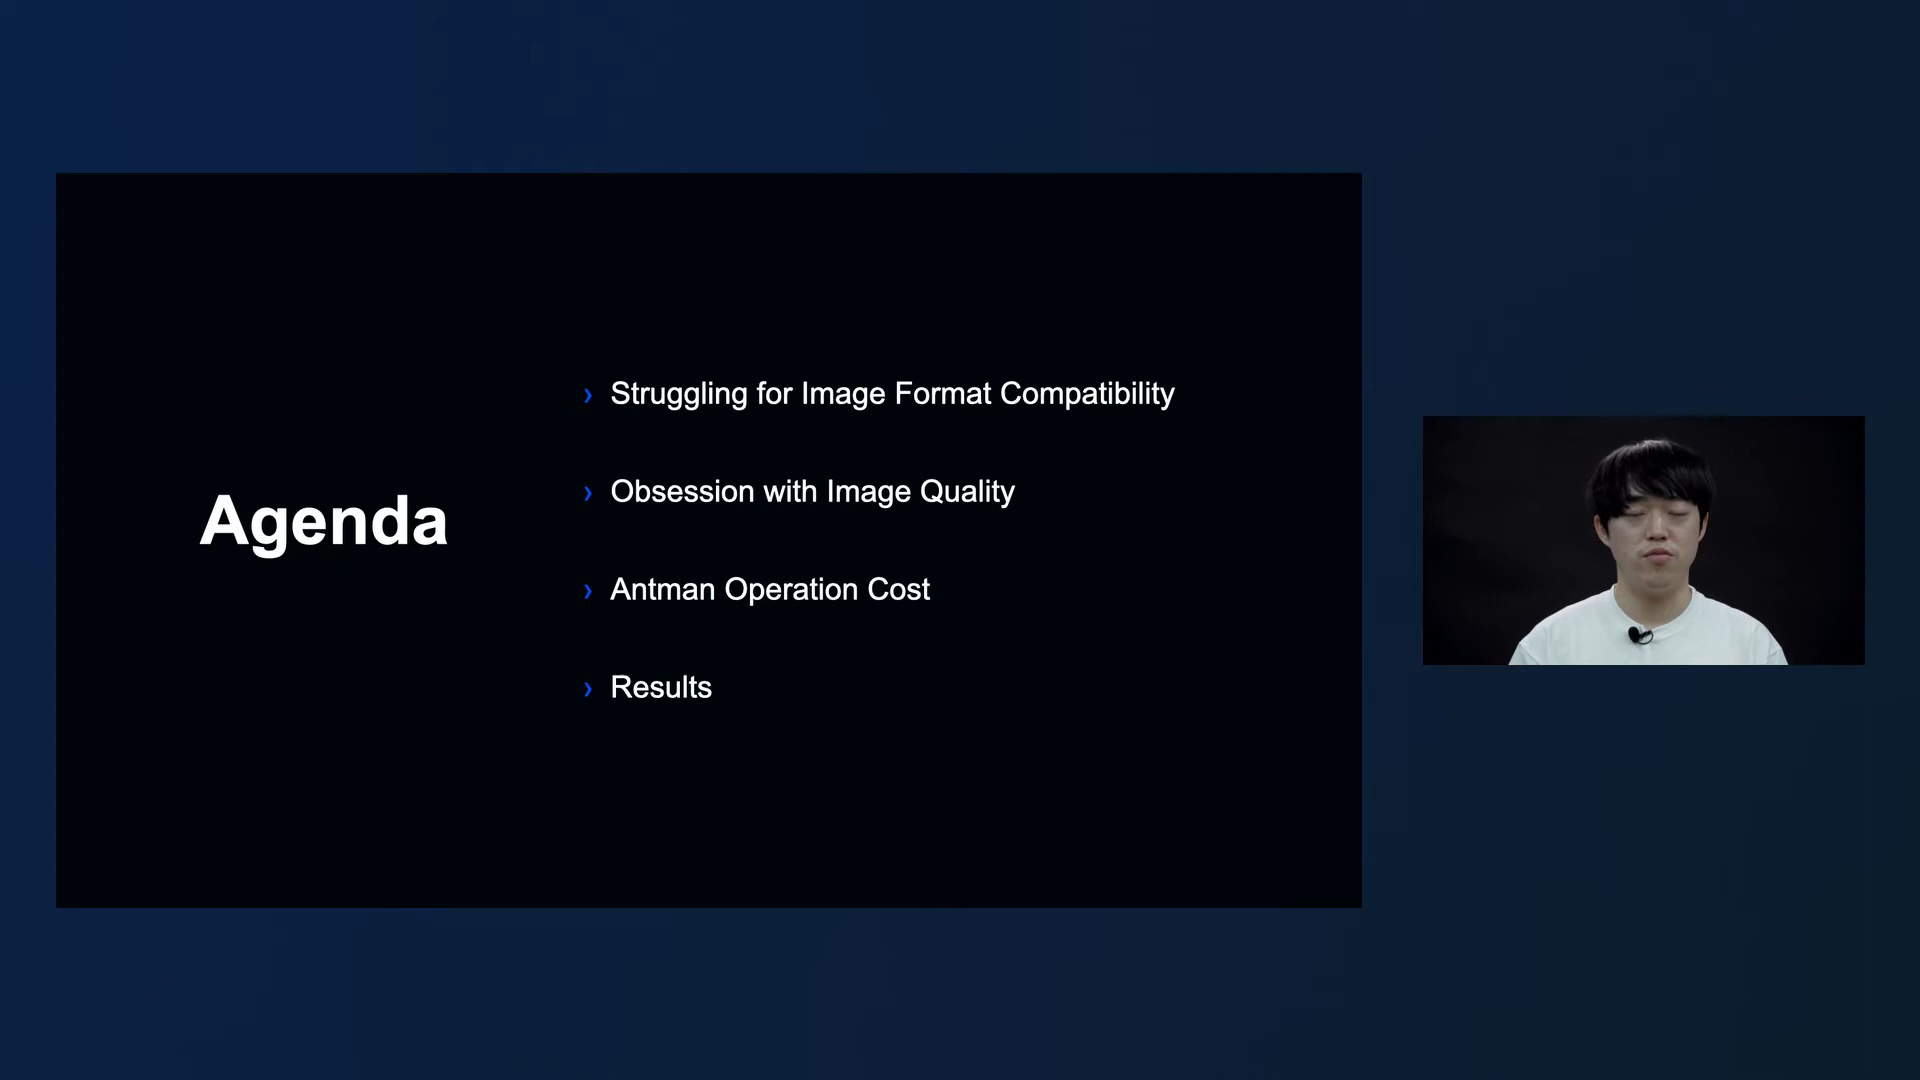 Agenda
› Struggling for Image Format Compatibility
› Obsession with Image Quality
› Antman Operation Cost
› Results